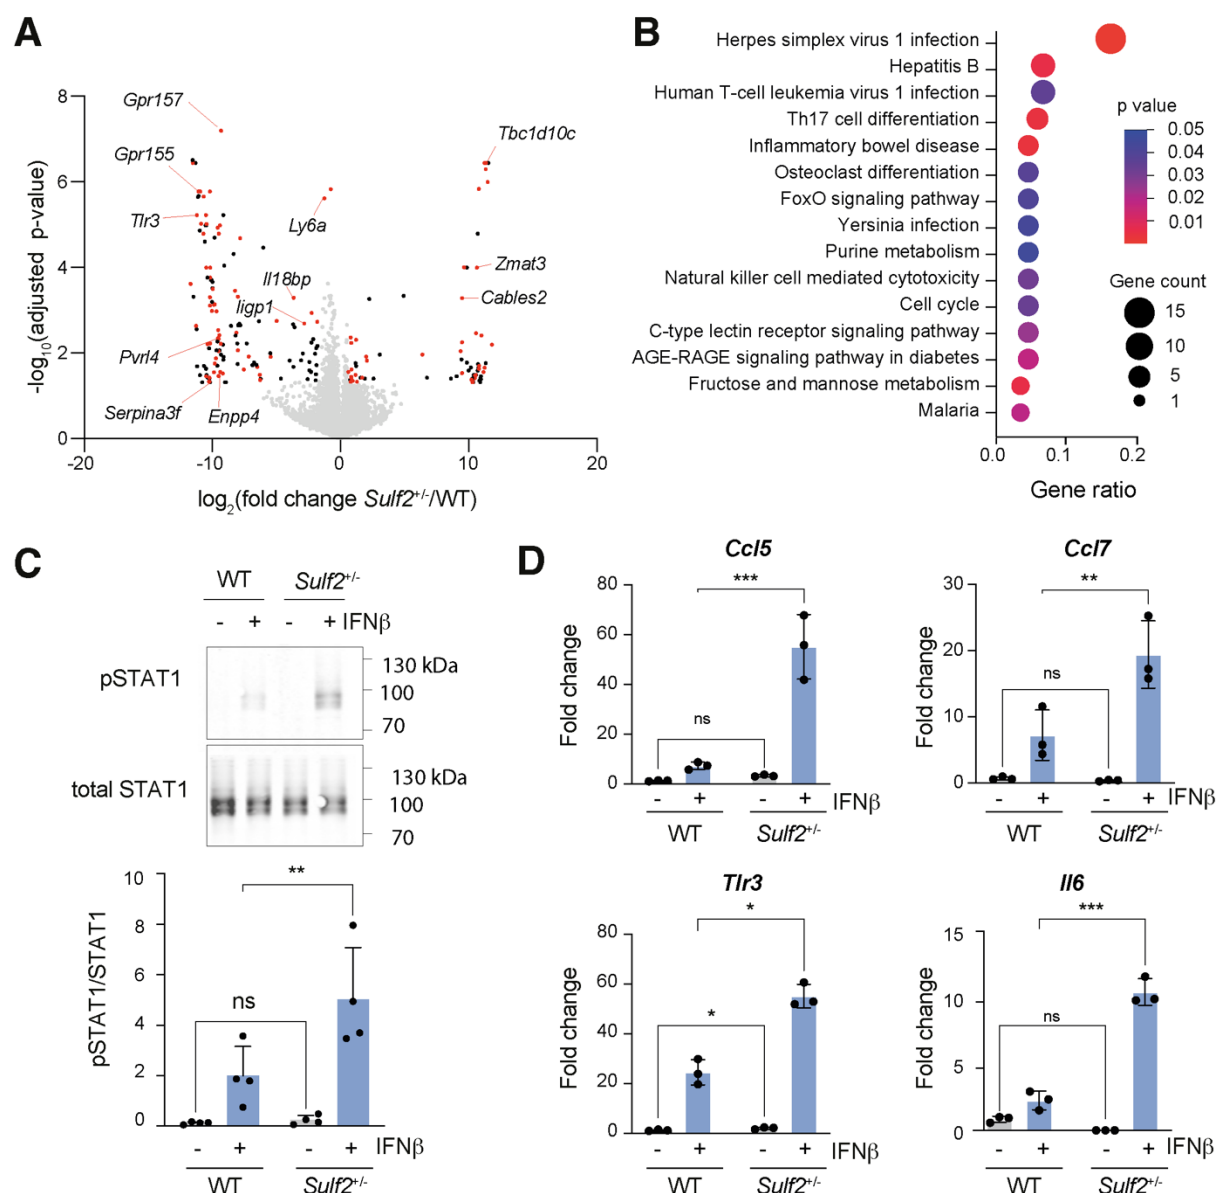 A
Gpr157
Gpr155
Tlr3
Ly6a
Il18bp
Iigp1
Pvrl4
Serpina3f
Enpp4
Tbc1d10c
Zmat3
Cables2
8
6
4
2
0
-20
-10
0
10
20
-log10(adjusted p-value)
log2(fold change Sulf2+/-/WT)
B
Herpes simplex virus 1 infection
Hepatitis B
Human T-cell leukemia virus 1 infection
Th17 cell differentiation
Inflammatory bowel disease
Osteoclast differentiation
FoxO signaling pathway
Yersinia infection
Purine metabolism
Natural killer cell mediated cytotoxicity
Cell cycle
C-type lectin receptor signaling pathway
AGE-RAGE signaling pathway in diabetes
Fructose and mannose metabolism
Malaria
0.0
0.1
0.2
Gene ratio
p value
0.05
0.04
0.03
0.02
0.01
Gene count
15
10
5
1
C
WT
Sulf2+/-
- + - + IFNβ
pSTAT1
130 kDa
100
70
total STAT1
130 kDa
100
70
pSTAT1/STAT1
10
8
6
4
2
0
ns
**
- + - + IFNβ
WT
Sulf2+/-
D
Ccl5
Fold change
80
60
40
20
0
ns
***
- + - + IFNβ
WT
Sulf2+/-
Ccl7
Fold change
30
20
10
0
ns
**
- + - + IFNβ
WT
Sulf2+/-
Tlr3
Fold change
80
60
40
20
0
*
*
- + - + IFNβ
WT
Sulf2+/-
Il6
Fold change
15
10
5
0
ns
***
- + - + IFNβ
WT
Sulf2+/-